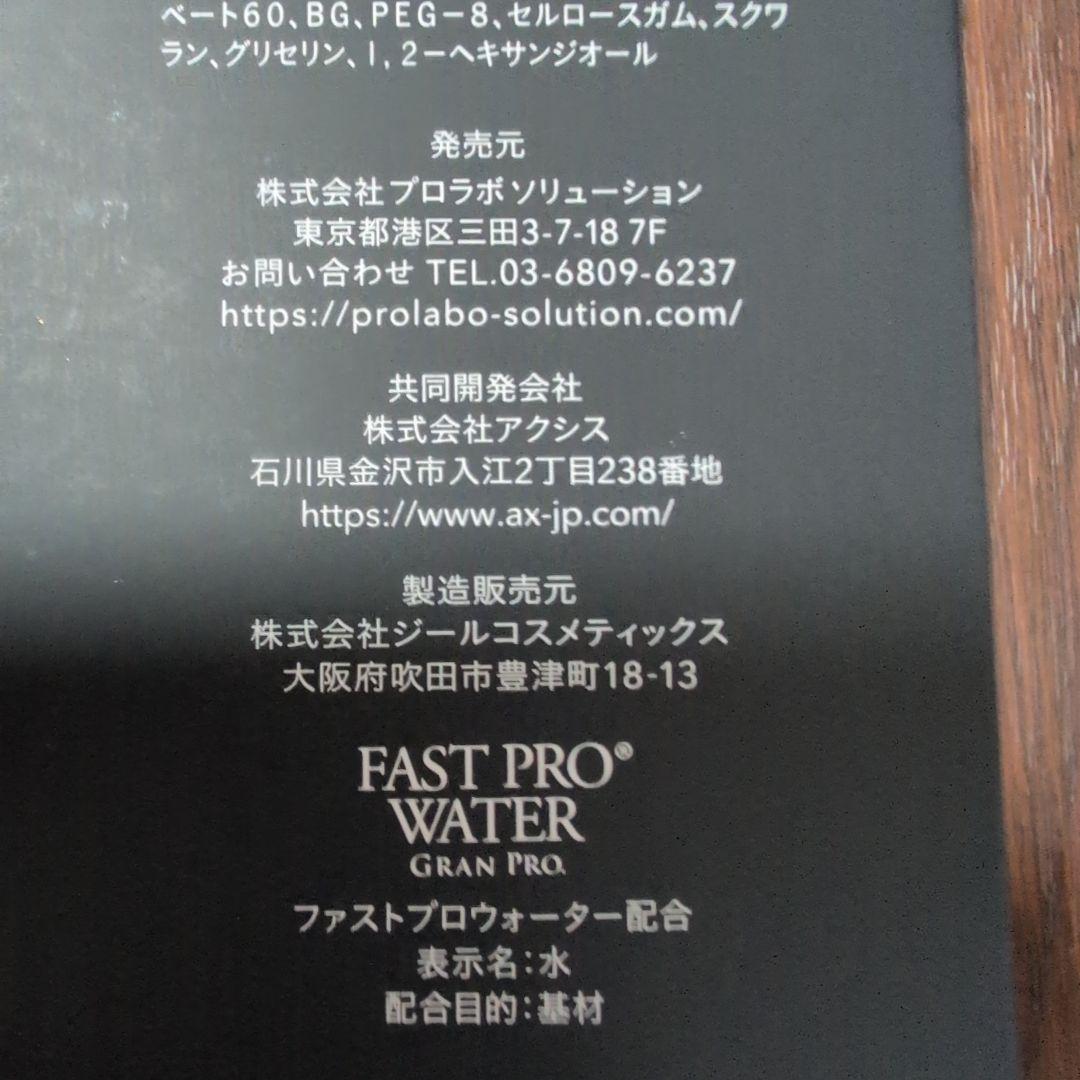 ベート60、BG、PEG－8、セルロースガム、スクワ
ラン、グリセリン、1，2－ヘキサンジオール
発売元
株式会社プロラボ ソリューション
東京都港区三田3-7-18 7F
お問い合わせ TEL.03-6809-6237
https://prolabo-solution.com/
共同開発会社
株式会社アクシス
石川県金沢市入江2丁目238番地
https://www.ax-jp.com/
製造販売元
株式会社ジールコスメティックス
大阪府吹田市豊津町18-13
FAST PRO®
WATER
GRAN PRO.
ファストプロウォーター配合
表示名：水
配合目的：基材